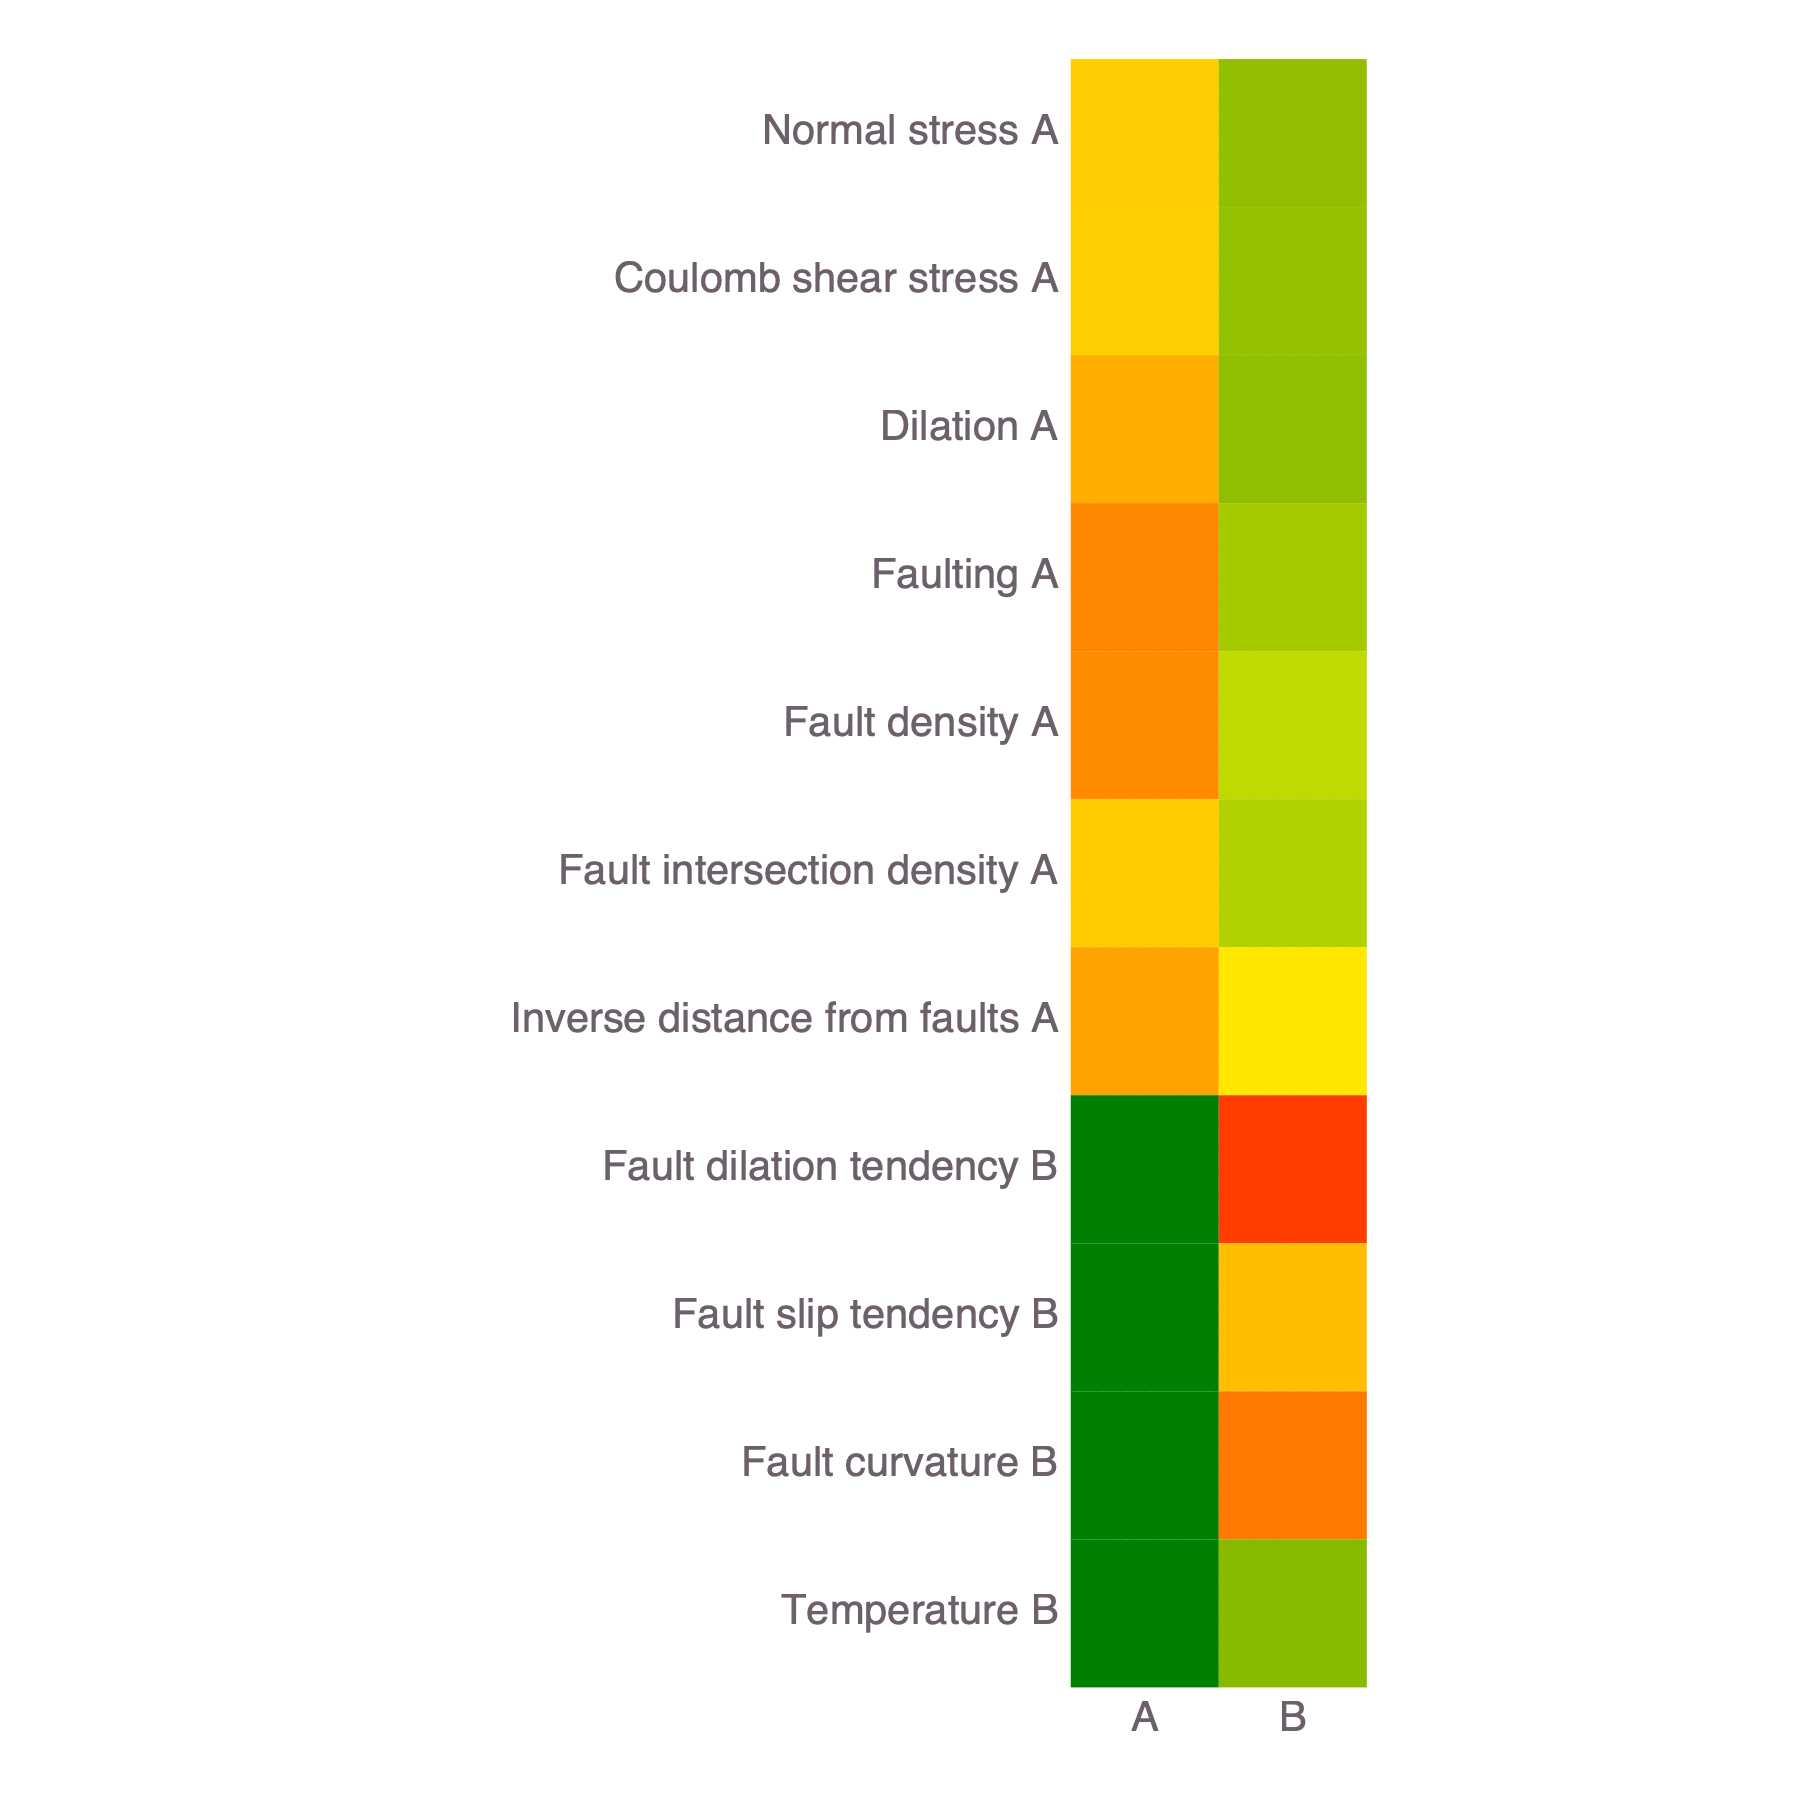 Normal stress A
Coulomb shear stress A
Dilation A
Faulting A
Fault density A
Fault intersection density A
Inverse distance from faults A
Fault dilation tendency B
Fault slip tendency B
Fault curvature B
Temperature B
A B